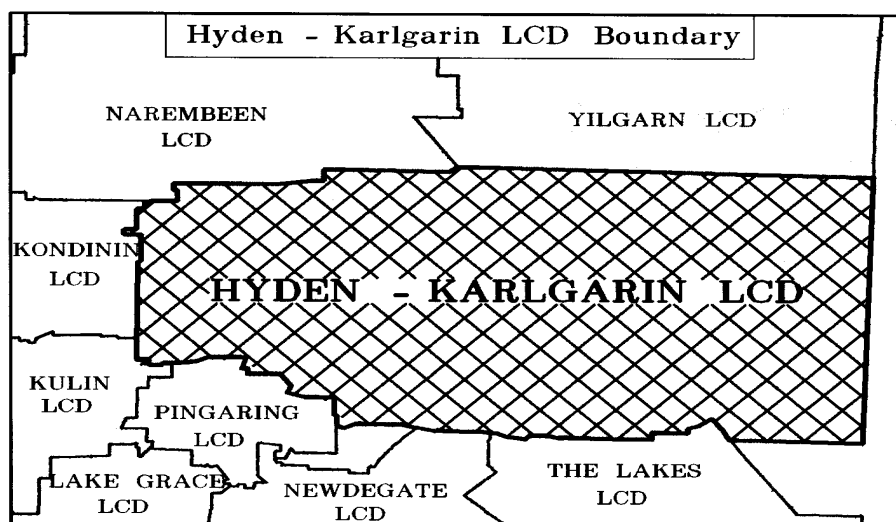 Hyden - Karlgarin LCD Boundary
NAREMBEEN
LCD
YILGARN LCD
KONDININ
LCD
HYDEN - KARLGARIN LCD
KULIN
LCD
PINGARING
LCD
LAKE GRACE
LCD
NEWDEGATE
LCD
THE LAKES
LCD